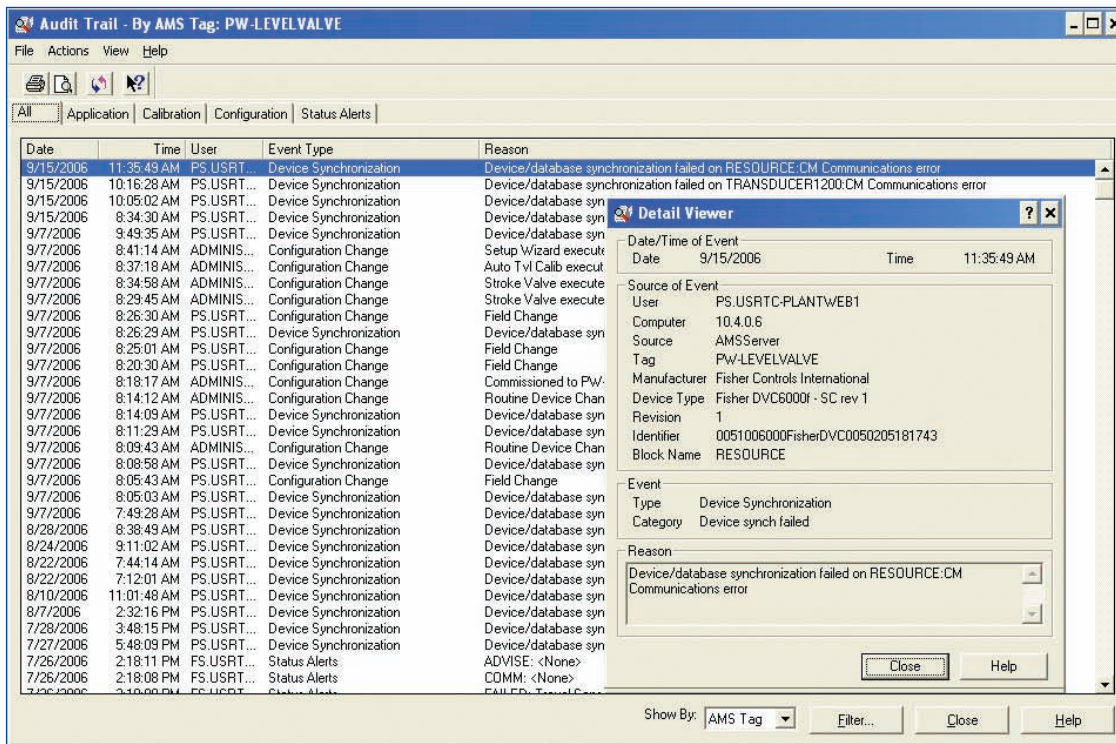 Audit Trail - By AMS Tag: PW-LEVELVALVE
File Actions View Help
All Application Calibration Configuration Status Alerts
Date Time User Event Type Reason
9/15/2006 11:35:49 AM PS.USRT... Device Synchronization Device/database synchronization failed on RESOURCE:CM Communications error
9/15/2006 10:16:28 AM PS.USRT... Device Synchronization Device/database synchronization failed on TRANSDUCER1200:CM Communications error
9/15/2006 10:05:02 AM PS.USRT... Device Synchronization Device/database syn
9/15/2006 8:34:30 AM PS.USRT... Device Synchronization Device/database syn
9/7/2006 9:49:35 AM PS.USRT... Device Synchronization Device/database syn
9/7/2006 8:41:14 AM ADMINIS... Configuration Change Setup Wizard execute
9/7/2006 8:37:18 AM ADMINIS... Configuration Change Auto Tvl Calib execut
9/7/2006 8:34:58 AM ADMINIS... Configuration Change Stroke Valve execute
9/7/2006 8:29:45 AM ADMINIS... Configuration Change Stroke Valve execute
9/7/2006 8:26:30 AM PS.USRT... Configuration Change Field Change
9/7/2006 8:26:29 AM PS.USRT... Device Synchronization Device/database syn
9/7/2006 8:25:01 AM PS.USRT... Configuration Change Field Change
9/7/2006 8:20:30 AM PS.USRT... Configuration Change Field Change
9/7/2006 8:18:17 AM ADMINIS... Configuration Change Commissioned to PW-
9/7/2006 8:14:12 AM ADMINIS... Configuration Change Routine Device Chan
9/7/2006 8:14:09 AM PS.USRT... Device Synchronization Device/database syn
9/7/2006 8:11:29 AM PS.USRT... Device Synchronization Device/database syn
9/7/2006 8:09:43 AM ADMINIS... Configuration Change Routine Device Chan
9/7/2006 8:08:58 AM PS.USRT... Device Synchronization Device/database syn
9/7/2006 8:05:43 AM PS.USRT... Configuration Change Field Change
9/7/2006 8:05:03 AM PS.USRT... Device Synchronization Device/database syn
9/7/2006 7:49:28 AM PS.USRT... Device Synchronization Device/database syn
8/28/2006 8:38:49 AM PS.USRT... Device Synchronization Device/database syn
8/24/2006 9:11:02 AM PS.USRT... Device Synchronization Device/database syn
8/22/2006 7:44:14 AM PS.USRT... Device Synchronization Device/database syn
8/22/2006 7:12:01 AM PS.USRT... Device Synchronization Device/database syn
8/10/2006 11:01:48 AM PS.USRT... Device Synchronization Device/database syn
8/7/2006 2:32:16 PM PS.USRT... Device Synchronization Device/database syn
7/28/2006 3:48:15 PM PS.USRT... Device Synchronization Device/database syn
7/27/2006 5:48:09 PM PS.USRT... Device Synchronization Device/database syn
7/26/2006 2:18:11 PM FS.USRT... Status Alerts ADVISE: <None>
7/26/2006 2:18:08 PM FS.USRT... Status Alerts COMM: <None>
Detail Viewer
Date/Time of Event
Date 9/15/2006 Time 11:35:49 AM
Source of Event
User PS.USRTC-PLANTWEB1
Computer 10.4.0.6
Source AMSServer
Tag PW-LEVELVALVE
Manufacturer Fisher Controls International
Device Type Fisher DVC6000f - SC rev 1
Revision 1
Identifier 0051006000FisherDVC0050205181743
Block Name RESOURCE
Event
Type Device Synchronization
Category Device synch failed
Reason
Device/database synchronization failed on RESOURCE:CM
Communications error
Close Help
Show By: AMS Tag Filter... Close Help